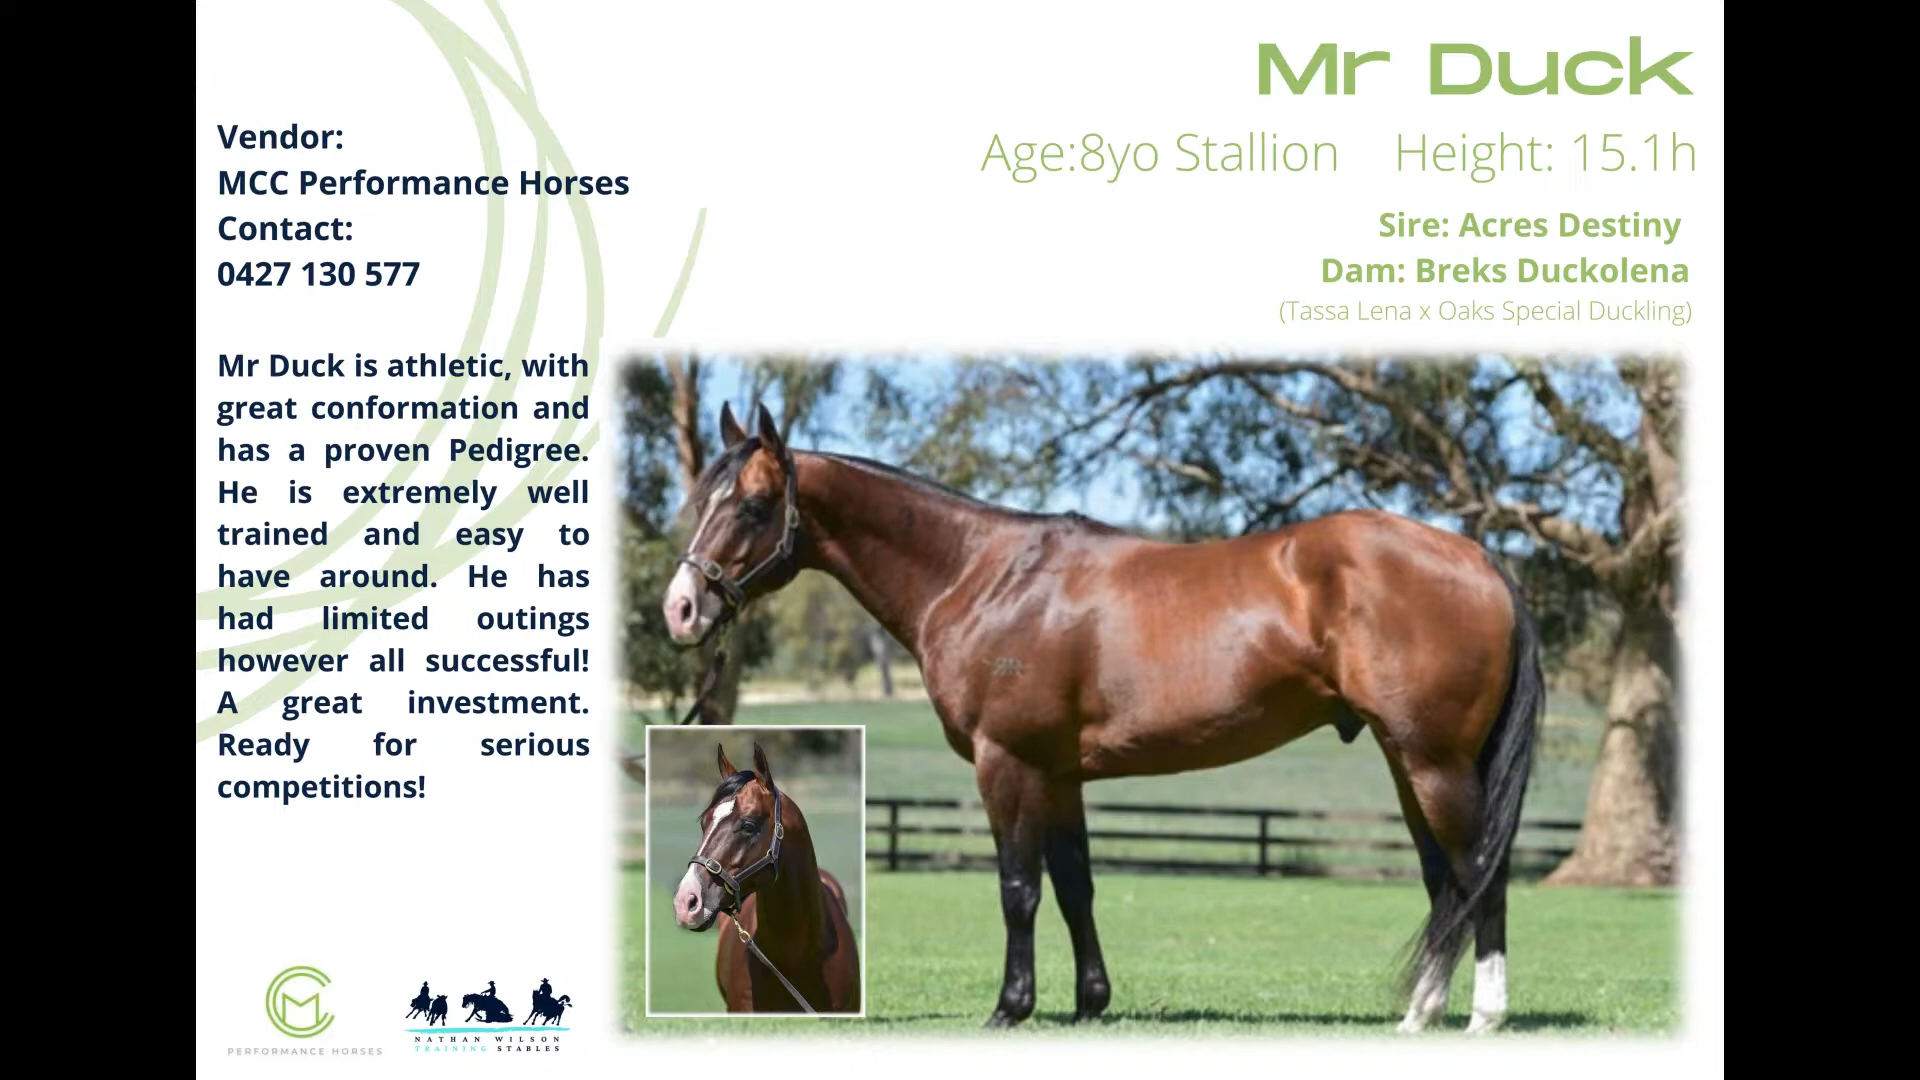 Mr Duck
Age:8yo Stallion Height: 15.1h
Sire: Acres Destiny
Dam: Breks Duckolena
(Tassa Lena x Oaks Special Duckling)
Vendor:
MCC Performance Horses
Contact:
0427 130 577
Mr Duck is athletic, with
great conformation and
has a proven Pedigree.
He is extremely well
trained and easy to
have around. He has
had limited outings
however all successful!
A great investment.
Ready for serious
competitions!
PERFORMANCE HORSES
NATHAN WILSON
TRAINING STABLES